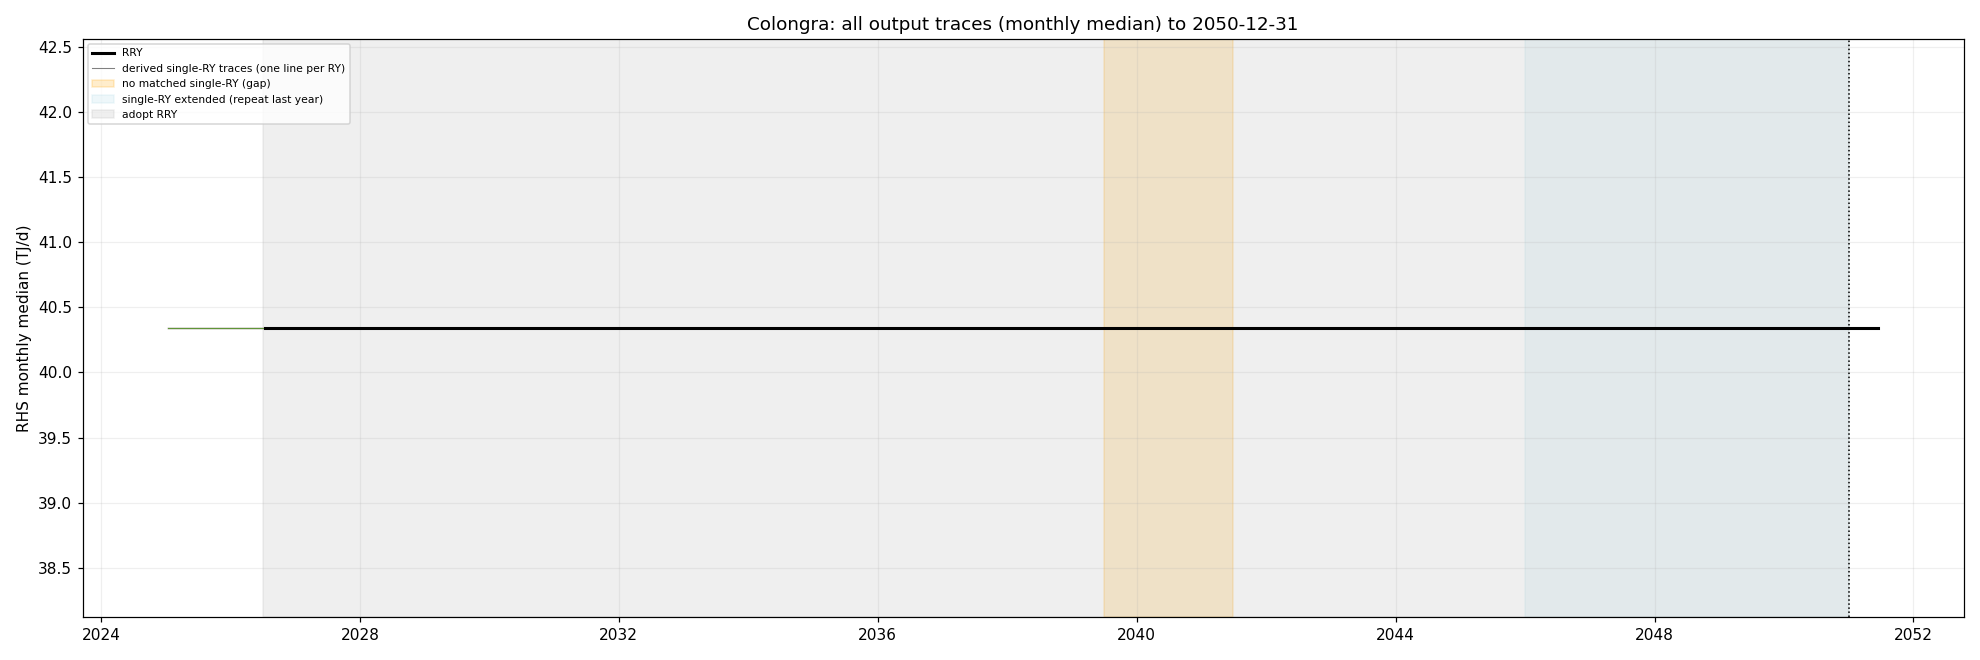 Colongra: all output traces (monthly median) to 2050-12-31
RRY
derived single-RY traces (one line per RY)
no matched single-RY (gap)
single-RY extended (repeat last year)
adopt RRY
RHS monthly median (TJ/d)
42.5
42.0
41.5
41.0
40.5
40.0
39.5
39.0
38.5
2024 2028 2032 2036 2040 2044 2048 2052